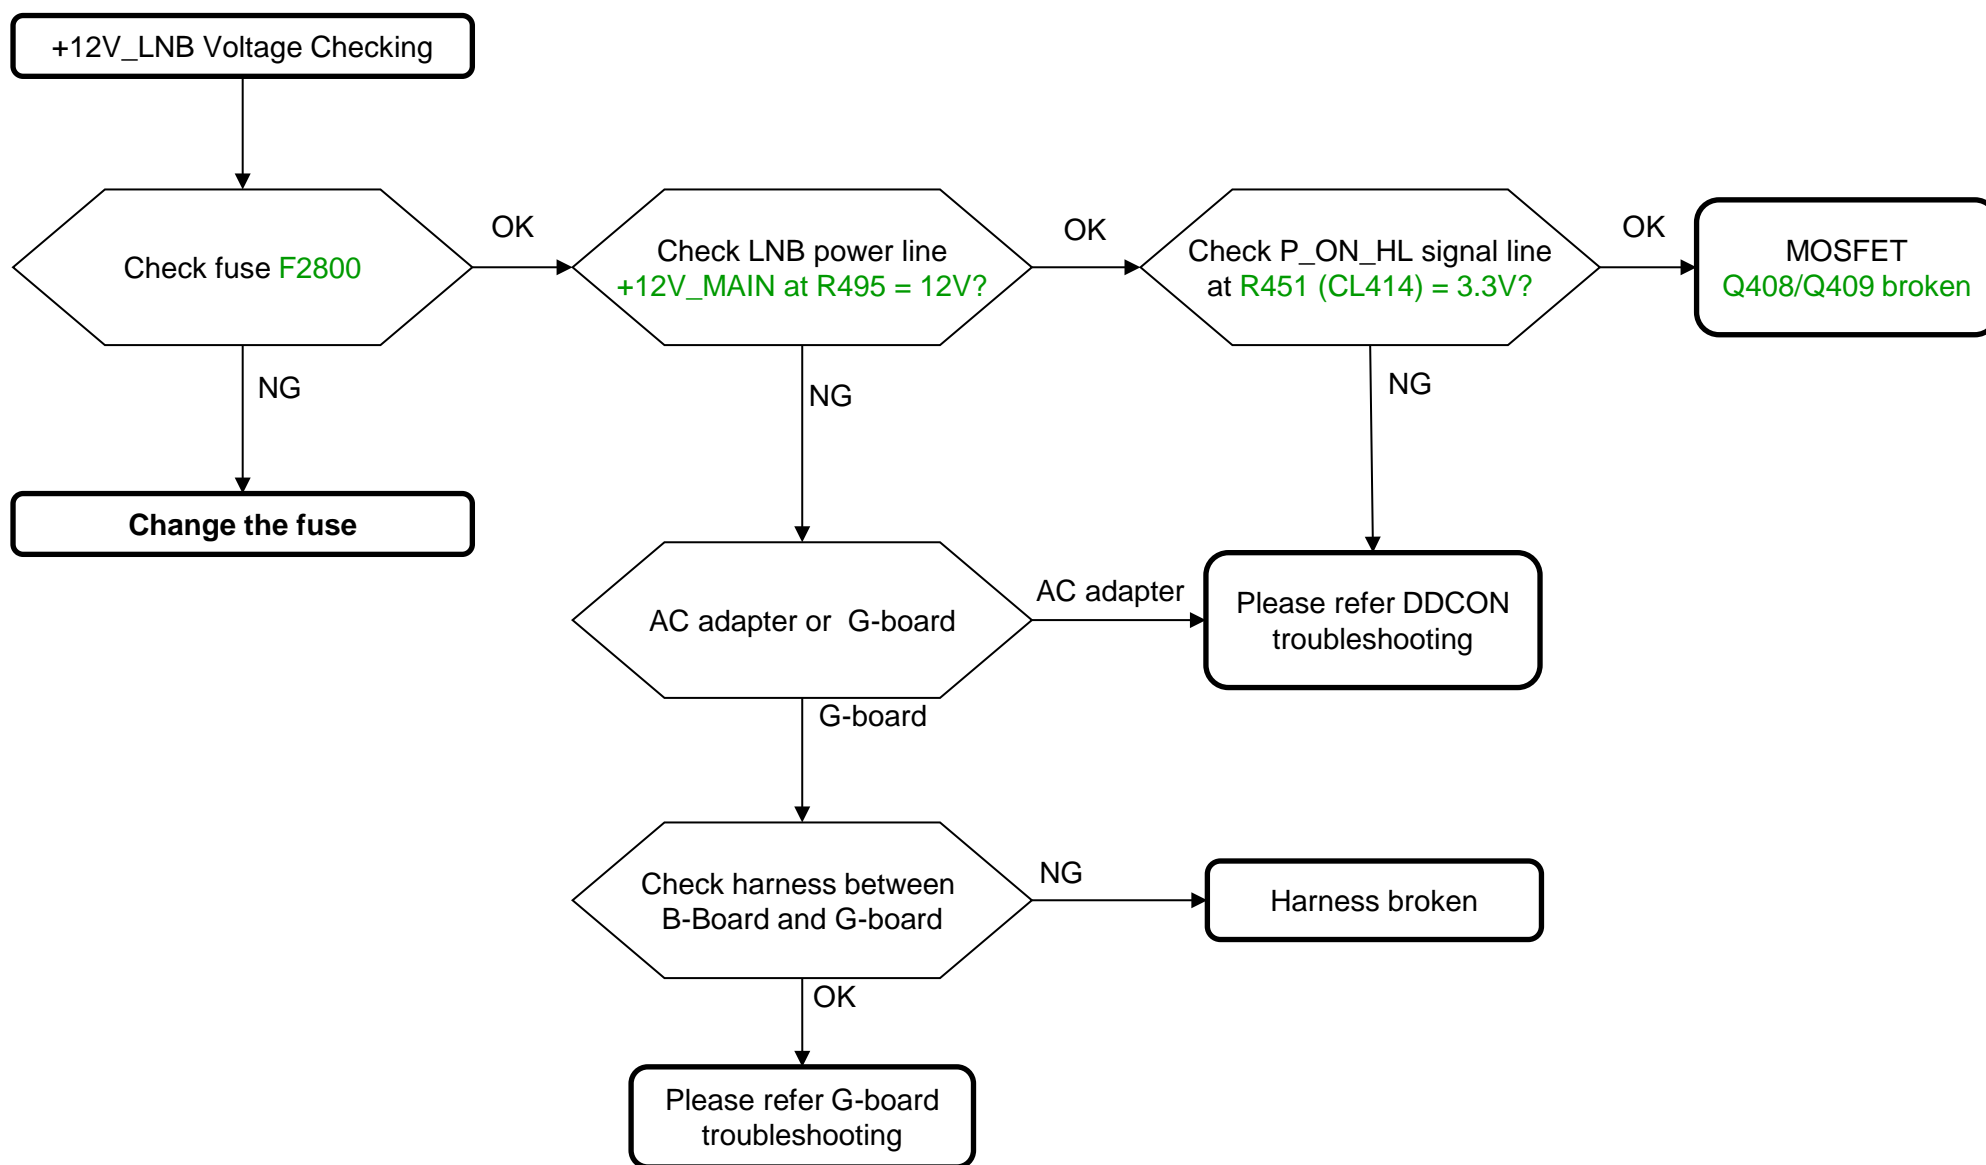 +12V_LNB Voltage Checking
Check fuse F2800
OK
Check LNB power line
+12V_MAIN at R495 = 12V?
OK
Check P_ON_HL signal line
at R451 (CL414) = 3.3V?
OK
MOSFET
Q408/Q409 broken
NG
NG
NG
Change the fuse
AC adapter or  G-board
AC adapter
Please refer DDCON
troubleshooting
G-board
Check harness between
B-Board and G-board
NG
Harness broken
OK
Please refer G-board
troubleshooting